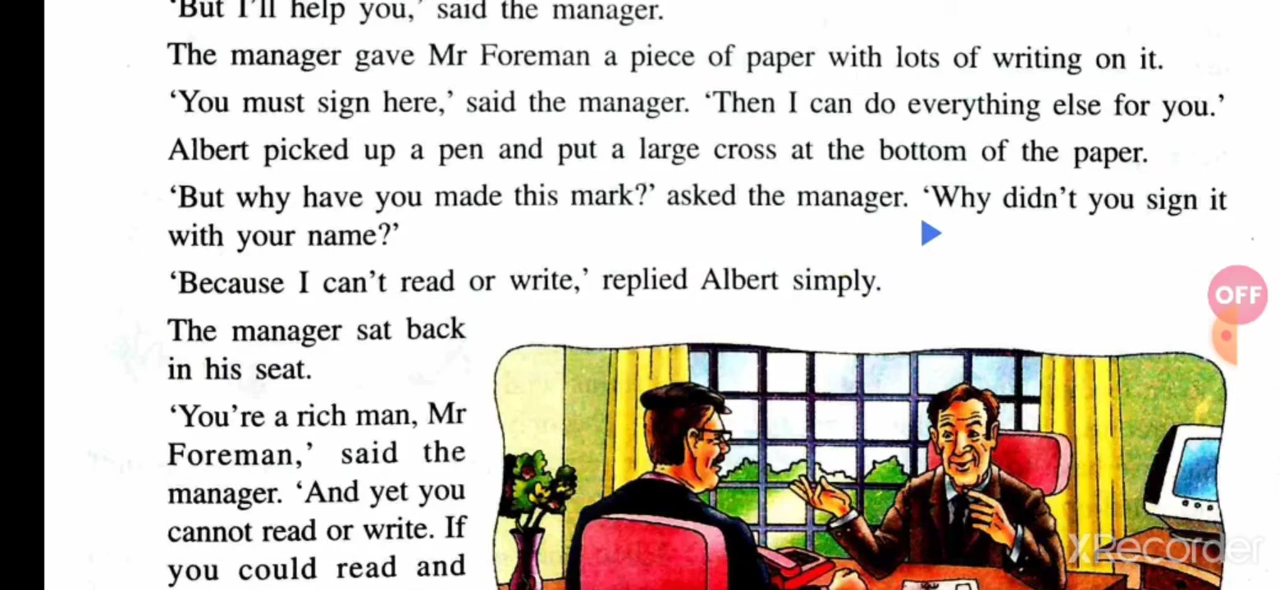 'But I'll help you,' said the manager.
The manager gave Mr Foreman a piece of paper with lots of writing on it.
'You must sign here,' said the manager. 'Then I can do everything else for you.'
Albert picked up a pen and put a large cross at the bottom of the paper.
'But why have you made this mark?' asked the manager. 'Why didn't you sign it
with your name?'
'Because I can't read or write,' replied Albert simply.
OFF
The manager sat back
in his seat.
'You're a rich man, Mr
Foreman,' said the
manager. 'And yet you
cannot read or write. If
you could read and
XRecorder